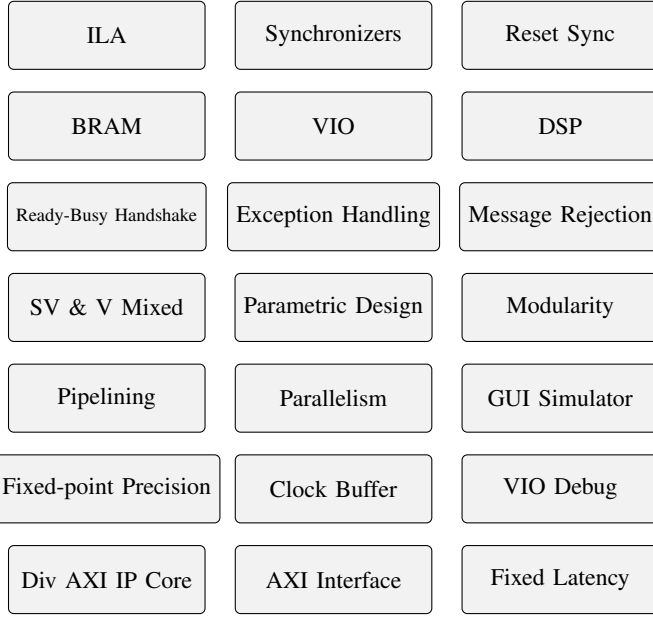 ILA
Synchronizers
Reset Sync
BRAM
VIO
DSP
Ready-Busy Handshake
Exception Handling
Message Rejection
SV & V Mixed
Parametric Design
Modularity
Pipelining
Parallelism
GUI Simulator
Fixed-point Precision
Clock Buffer
VIO Debug
Div AXI IP Core
AXI Interface
Fixed Latency